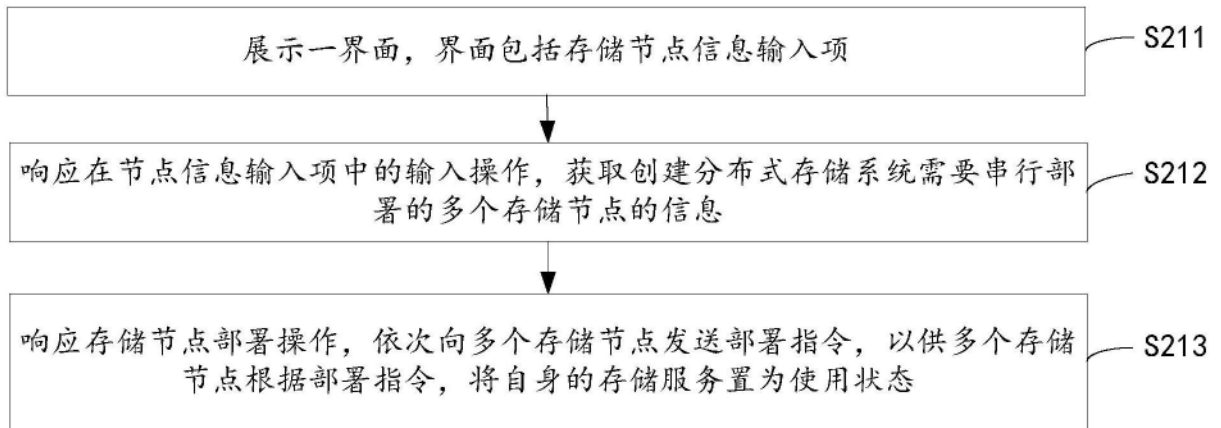 展示一界面，界面包括存储节点信息输入项
S211
响应在节点信息输入项中的输入操作，获取创建分布式存储系统需要串行部
署的多个存储节点的信息
S212
响应存储节点部署操作，依次向多个存储节点发送部署指令，以供多个存储
节点根据部署指令，将自身的存储服务置为使用状态
S213